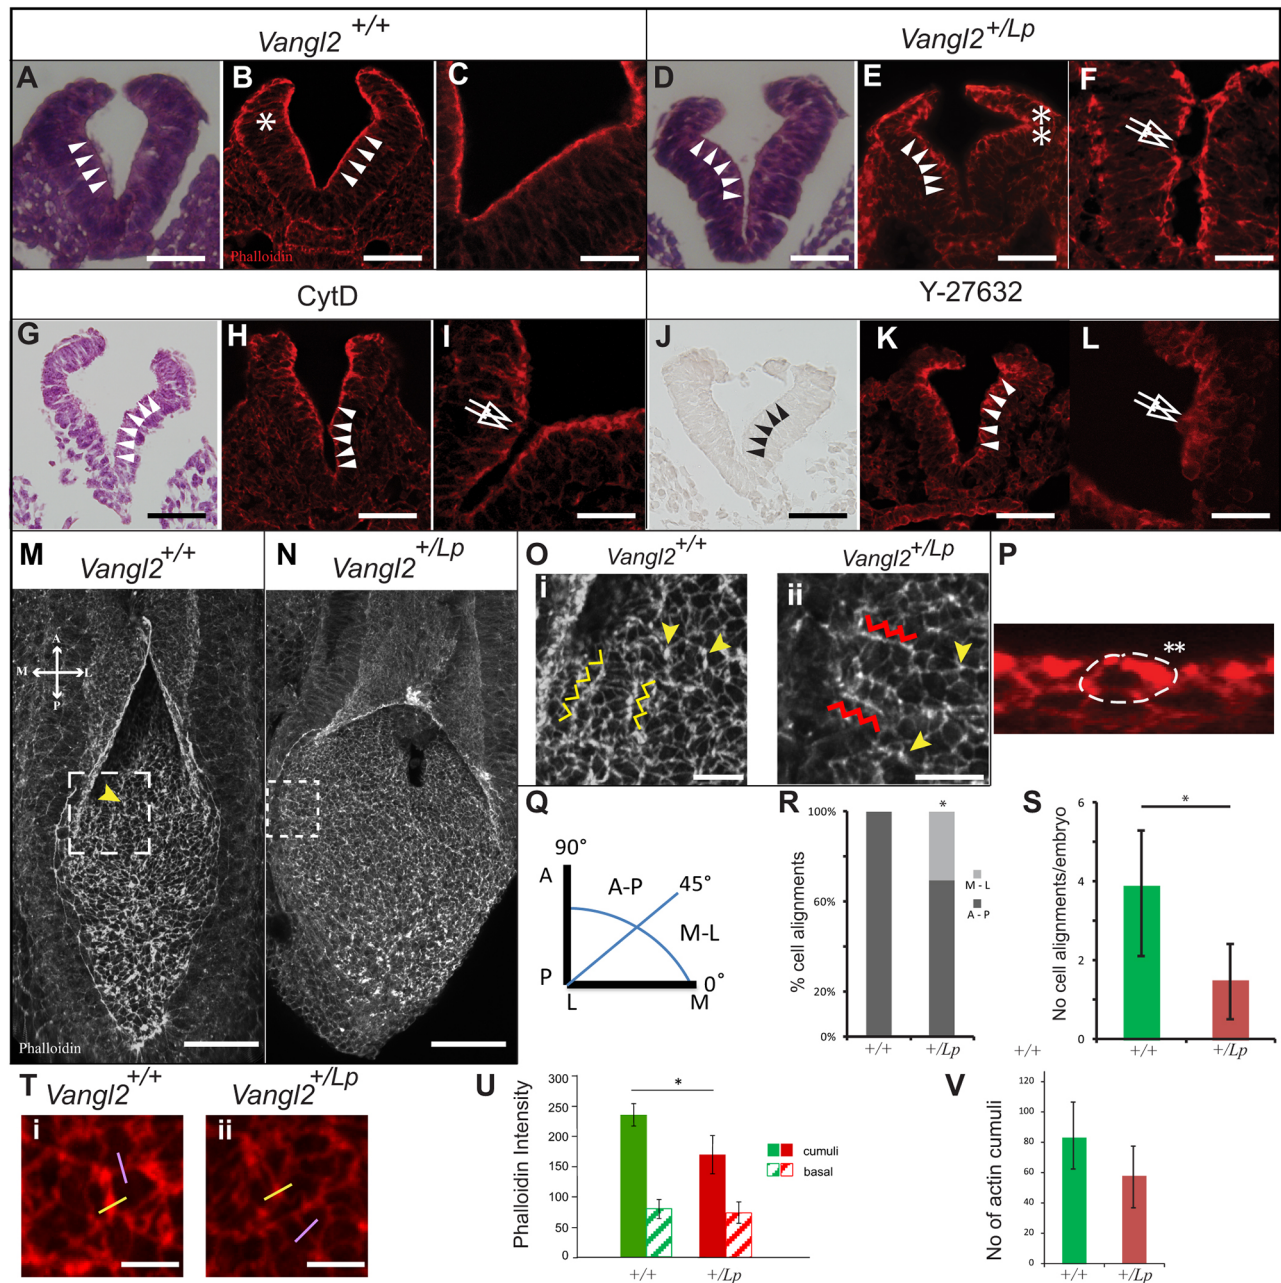 Vangl2 +/+
Vangl2 +/Lp
A
B
*
Phalloidin
C
D
E
*
*
F
CytD
Y-27632
G
H
I
J
K
L
M
Vangl2 +/+
N
Vangl2 +/Lp
A
M
L
P
Phalloidin
O
Vangl2 +/+
Vangl2 +/Lp
i
ii
P
**
Q
90°
A
A-P
45°
M-L
P
0°
L
M
R
% cell alignments
100%
60%
20%
0%
*
M - L
A - P
+/+
+/Lp
S
No cell alignments/embryo
6
4
2
0
*
+/+
+/Lp
+/+
T
Vangl2 +/+
Vangl2 +/Lp
i
ii
U
Phalloidin Intensity
300
250
200
150
100
50
0
*
cumuli
basal
+/+
+/Lp
V
No of actin cumuli
120
100
80
60
40
20
0
+/+
+/Lp